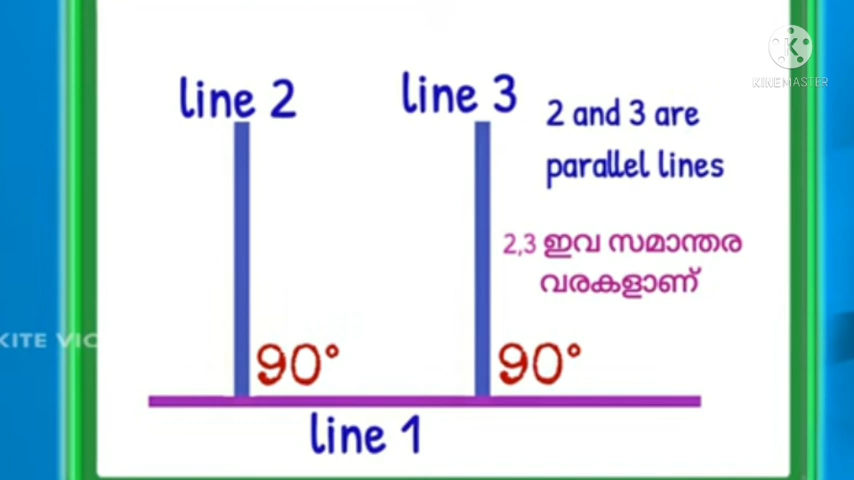 KINEMASTER
line 2
line 3
2 and 3 are
parallel lines
2,3 ഇവ സമാന്തര
വരകളാണ്
KITE VIC
90°
90°
line 1